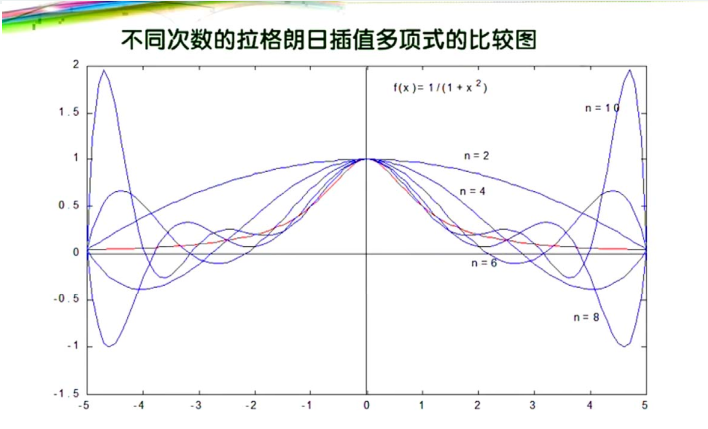 不同次数的拉格朗日插值多项式的比较图
2
f(x)=1/(1+x²)
1.5
n=10
n=2
1
n=4
0.5
0
n=6
-0.5
n=8
-1
-1.5
-5 -4 -3 -2 -1 0 1 2 3 4 5